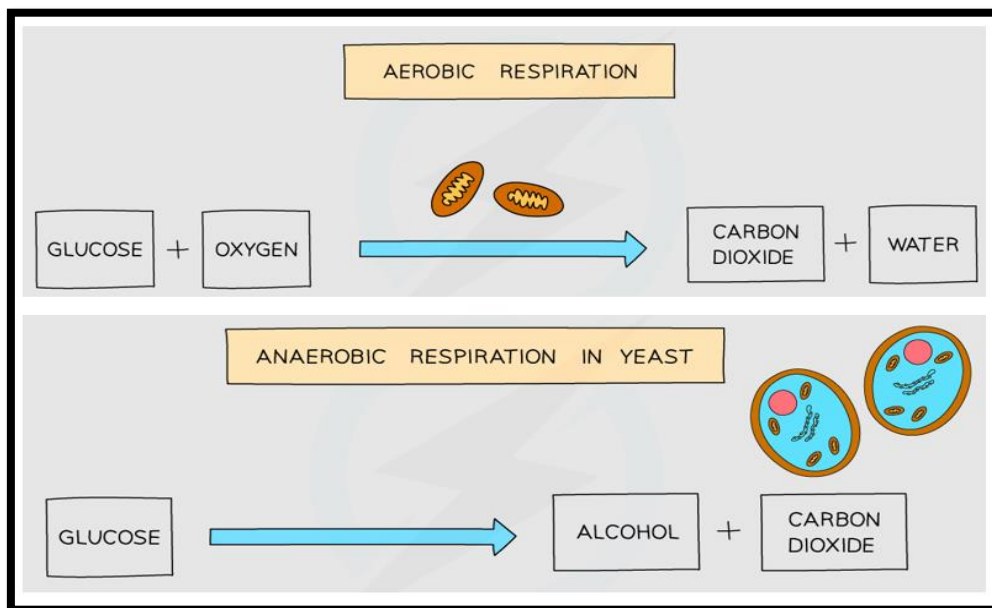 AEROBIC RESPIRATION
GLUCOSE + OXYGEN CARBON DIOXIDE + WATER
ANAEROBIC RESPIRATION IN YEAST
GLUCOSE ALCOHOL + CARBON DIOXIDE